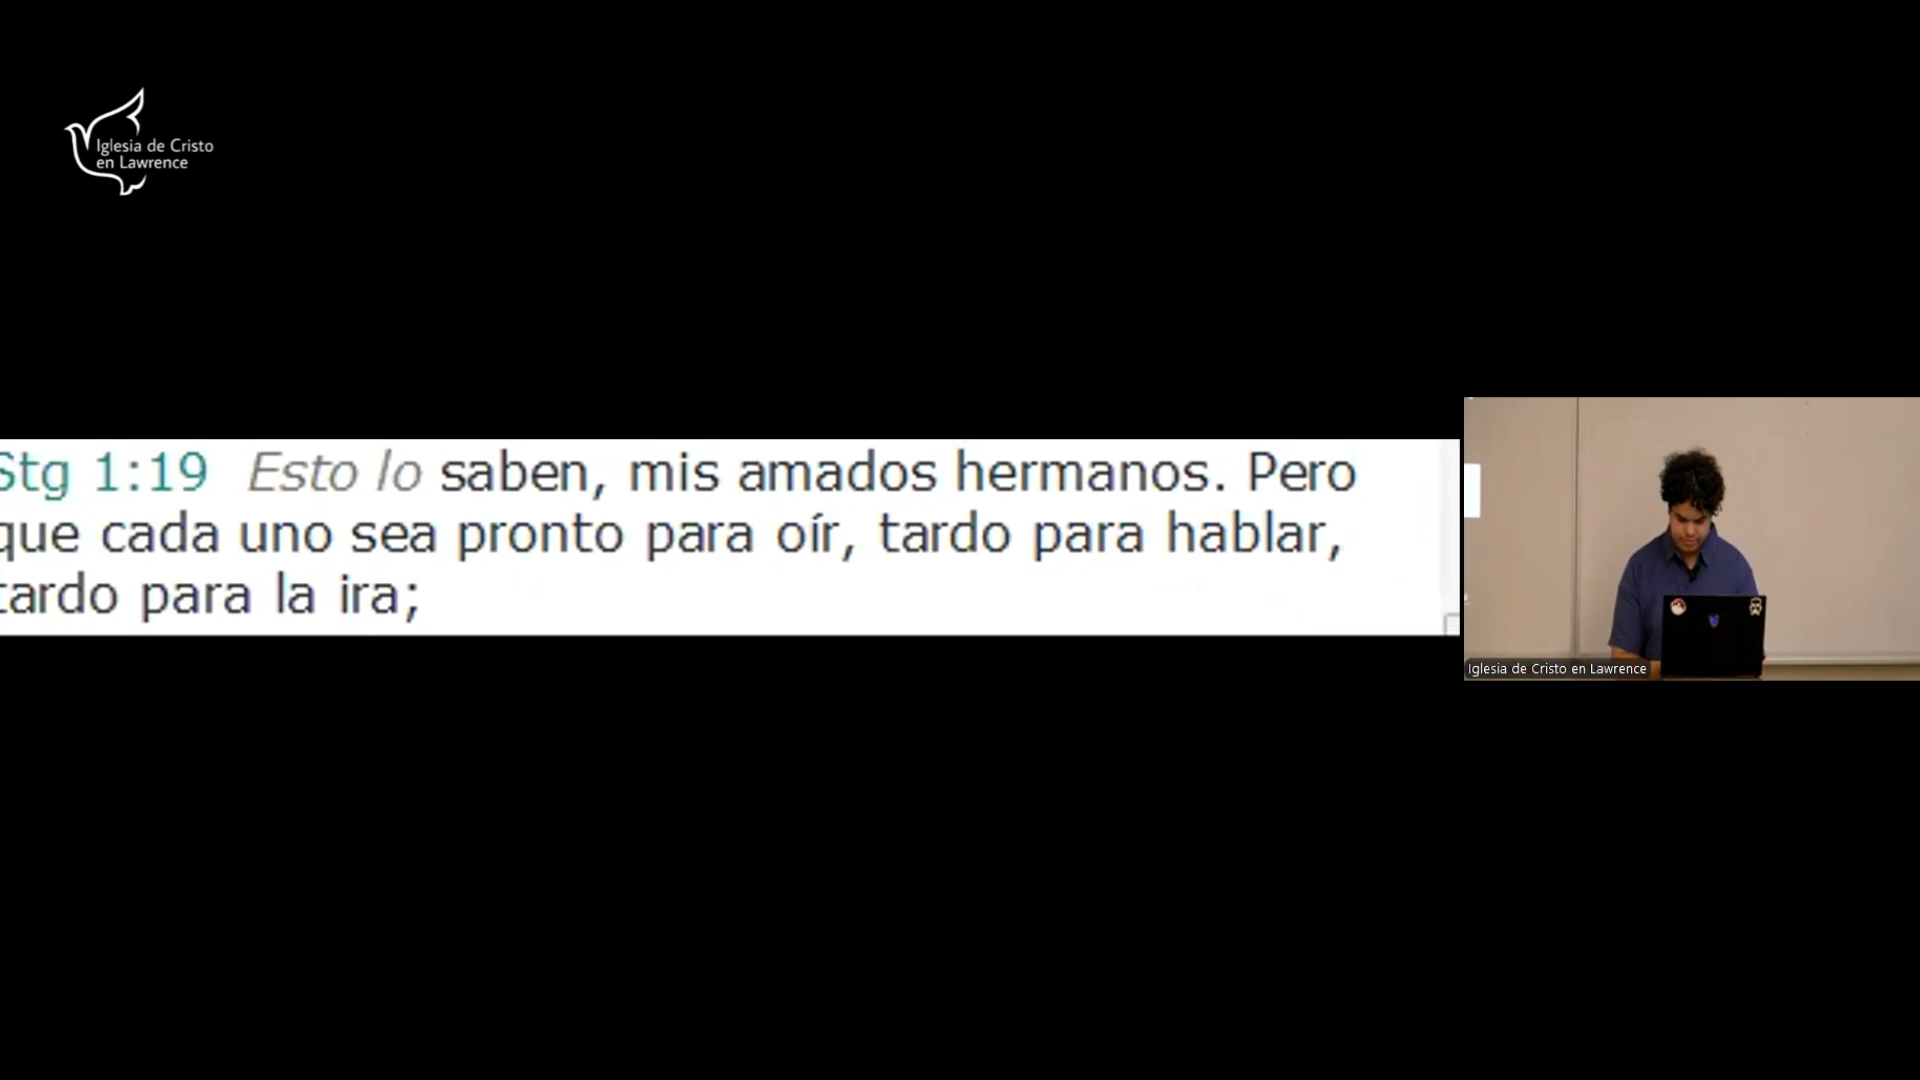 Iglesia de Cristo
en Lawrence
Stg 1:19 Esto lo saben, mis amados hermanos. Pero
que cada uno sea pronto para oír, tardo para hablar,
tardo para la ira;
Iglesia de Cristo en Lawrence